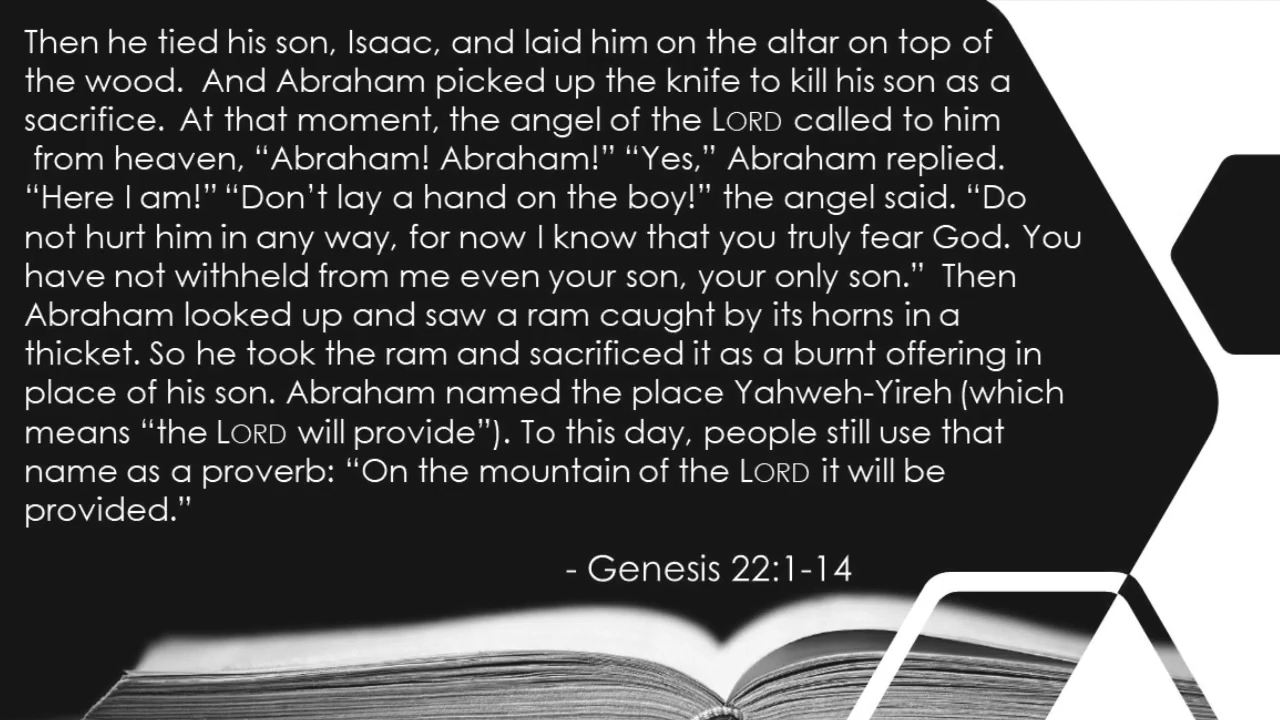 Then he tied his son, Isaac, and laid him on the altar on top of
the wood.  And Abraham picked up the knife to kill his son as a
sacrifice.  At that moment, the angel of the LORD called to him
from heaven, “Abraham! Abraham!” “Yes,” Abraham replied.
“Here I am!” “Don’t lay a hand on the boy!” the angel said. “Do
not hurt him in any way, for now I know that you truly fear God. You
have not withheld from me even your son, your only son.”  Then
Abraham looked up and saw a ram caught by its horns in a
thicket. So he took the ram and sacrificed it as a burnt offering in
place of his son. Abraham named the place Yahweh-Yireh (which
means “the LORD will provide”). To this day, people still use that
name as a proverb: “On the mountain of the LORD it will be
provided.”
- Genesis 22:1-14